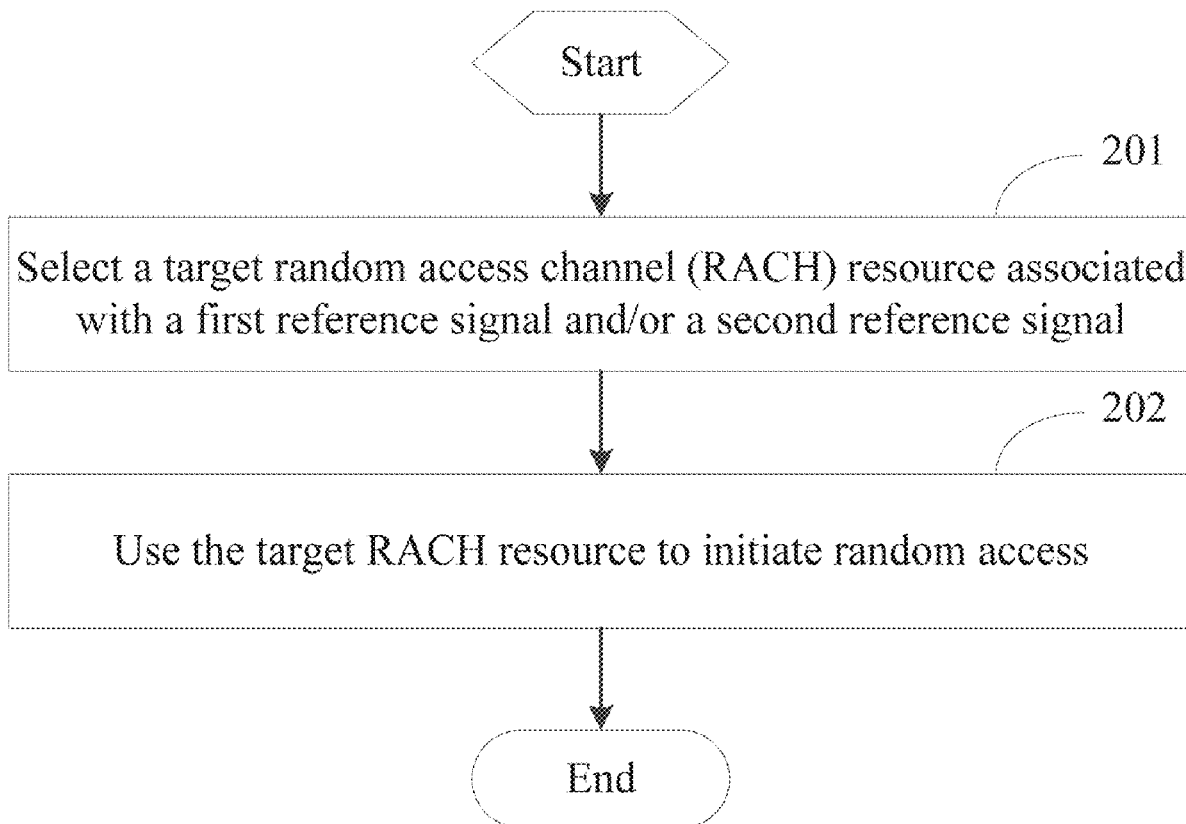 Start
201
Select a target random access channel (RACH) resource associated
with a first reference signal and/or a second reference signal
202
Use the target RACH resource to initiate random access
End